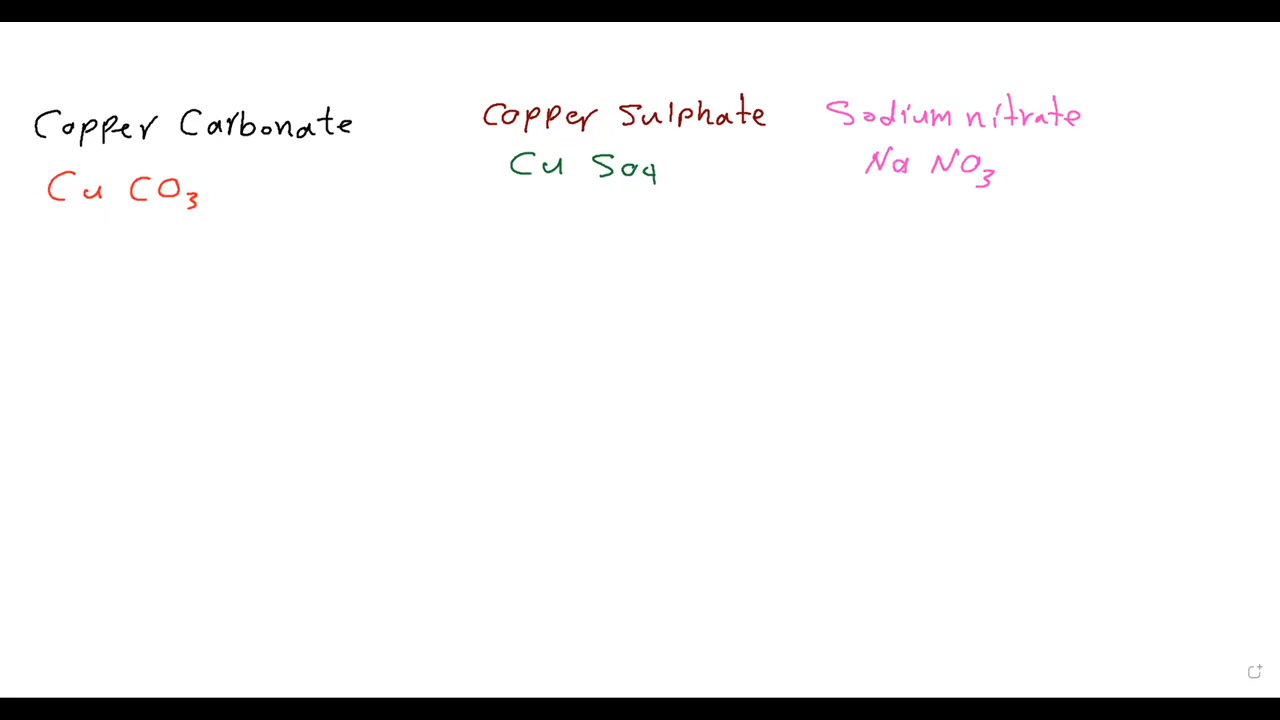 Copper Carbonate
Cu CO3
Copper Sulphate
Cu SO4
Sodium nitrate
Na NO3